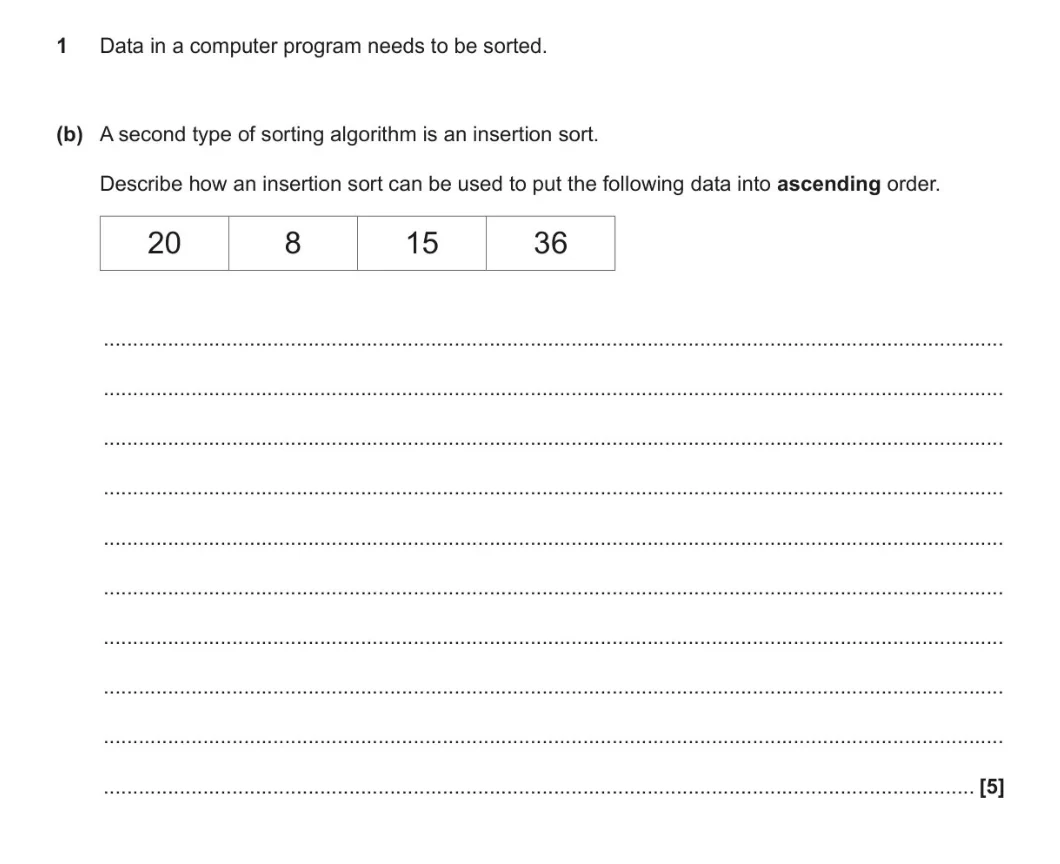 1 Data in a computer program needs to be sorted.
(b) A second type of sorting algorithm is an insertion sort.
Describe how an insertion sort can be used to put the following data into ascending order.
20 8 15 36
[5]